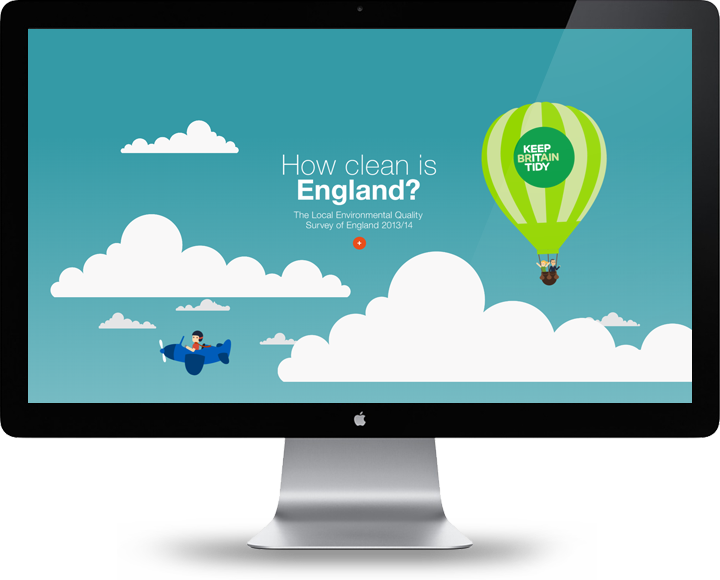 How clean is
England?
The Local Environmental Quality
Survey of England 2013/14
KEEP
BRITAIN
TIDY